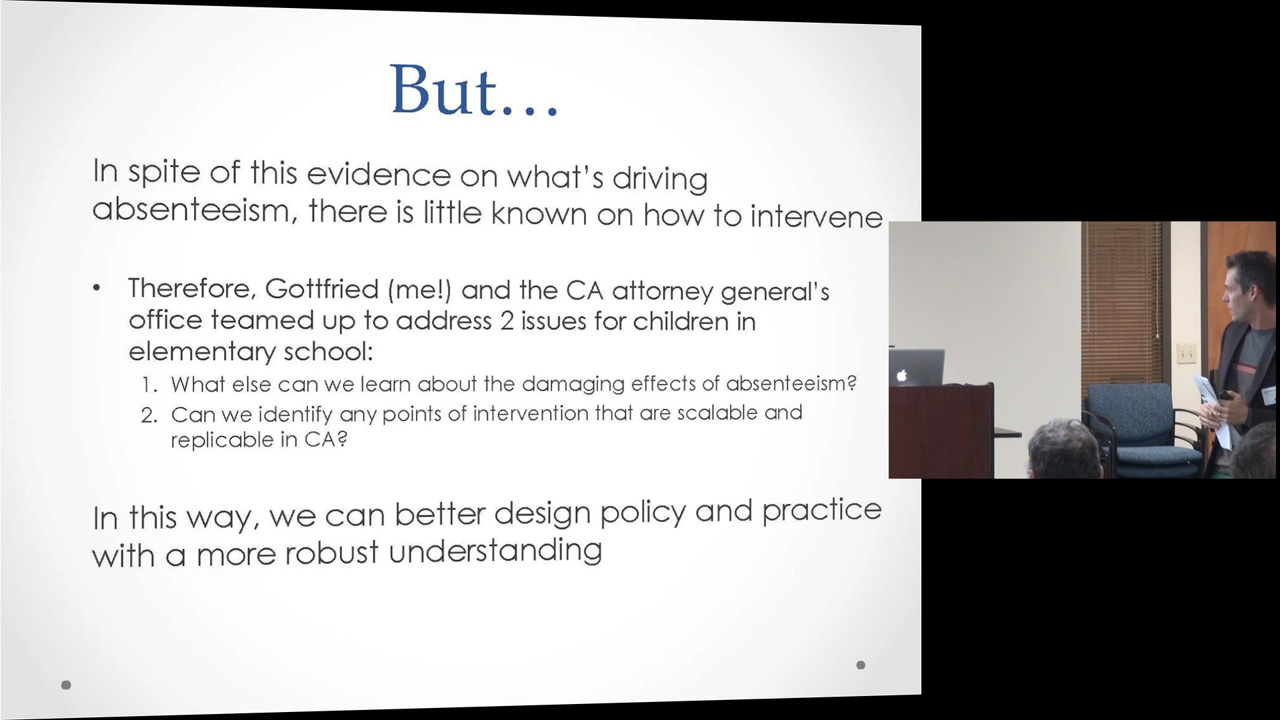 But…
In spite of this evidence on what's driving
absenteeism, there is little known on how to intervene
• Therefore, Gottfried (me!) and the CA attorney general's
office teamed up to address 2 issues for children in
elementary school:
1. What else can we learn about the damaging effects of absenteeism?
2. Can we identify any points of intervention that are scalable and
replicable in CA?
In this way, we can better design policy and practice
with a more robust understanding